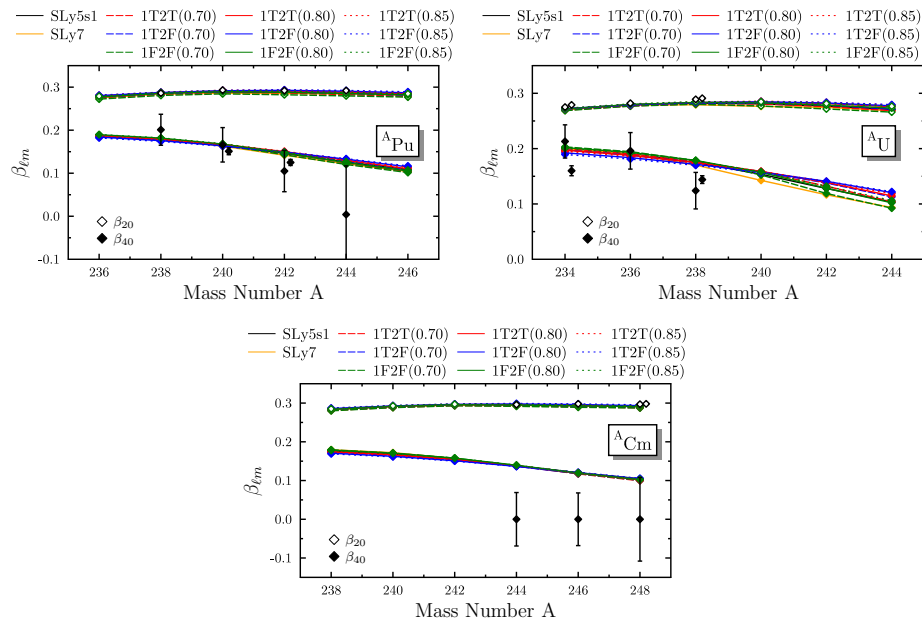 SLy5s1 1T2T(0.70) 1T2T(0.80) 1T2T(0.85)
SLy7 1T2F(0.70) 1T2F(0.80) 1T2F(0.85)
1F2F(0.70) 1F2F(0.80) 1F2F(0.85)
0.3
0.2
0.1
0.0
-0.1
βℓm
ᴬPu
β20
β40
236 238 240 242 244 246
Mass Number A
SLy5s1 1T2T(0.70) 1T2T(0.80) 1T2T(0.85)
SLy7 1T2F(0.70) 1T2F(0.80) 1T2F(0.85)
1F2F(0.70) 1F2F(0.80) 1F2F(0.85)
0.3
0.2
0.1
0.0
βℓm
ᴬU
β20
β40
234 236 238 240 242 244
Mass Number A
SLy5s1 1T2T(0.70) 1T2T(0.80) 1T2T(0.85)
SLy7 1T2F(0.70) 1T2F(0.80) 1T2F(0.85)
1F2F(0.70) 1F2F(0.80) 1F2F(0.85)
0.3
0.2
0.1
0.0
-0.1
βℓm
ᴬCm
β20
β40
238 240 242 244 246 248
Mass Number A